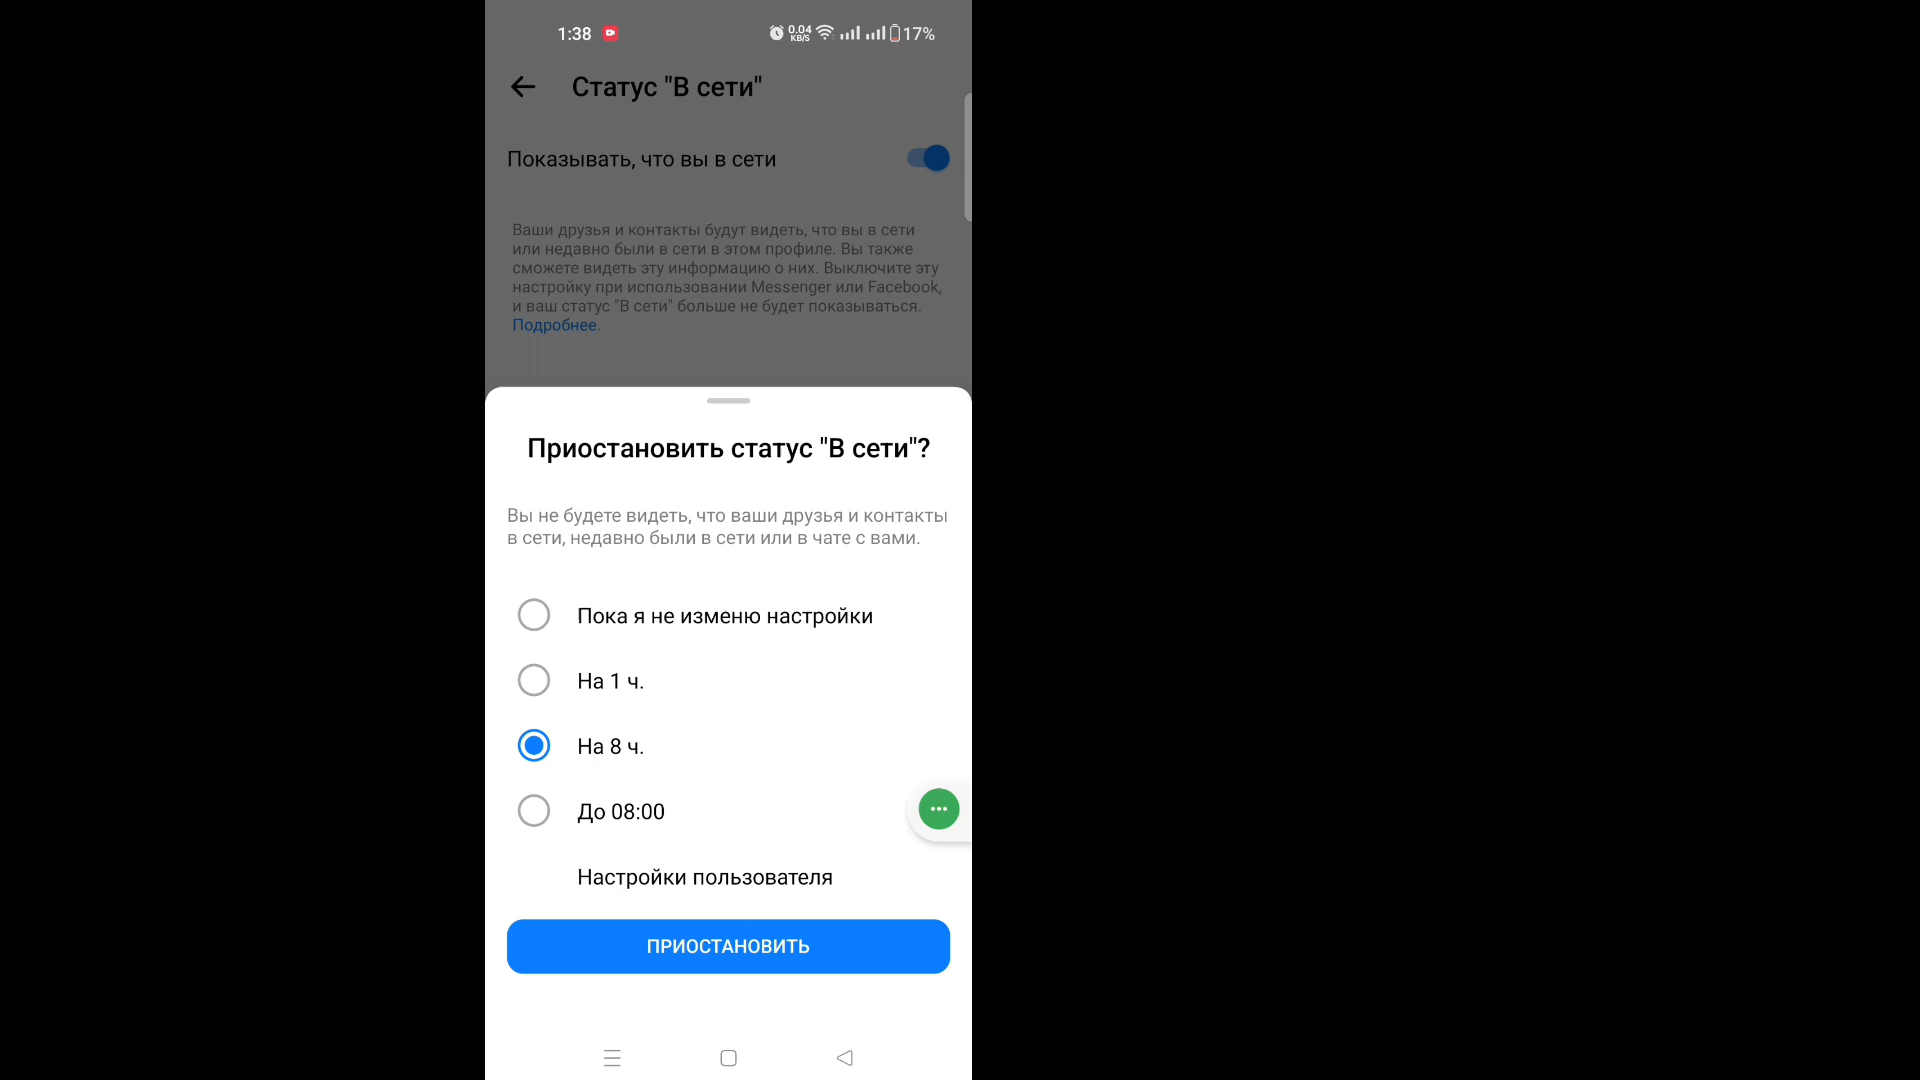 1:38
0.04
KB/S
17%
Статус "В сети"
Показывать, что вы в сети
Ваши друзья и контакты будут видеть, что вы в сети
или недавно были в сети в этом профиле. Вы также
сможете видеть эту информацию о них. Выключите эту
настройку при использовании Messenger или Facebook,
и ваш статус "В сети" больше не будет показываться.
Подробнее.
Приостановить статус "В сети"?
Вы не будете видеть, что ваши друзья и контакты
в сети, недавно были в сети или в чате с вами.
Пока я не изменю настройки
На 1 ч.
На 8 ч.
До 08:00
Настройки пользователя
ПРИОСТАНОВИТЬ